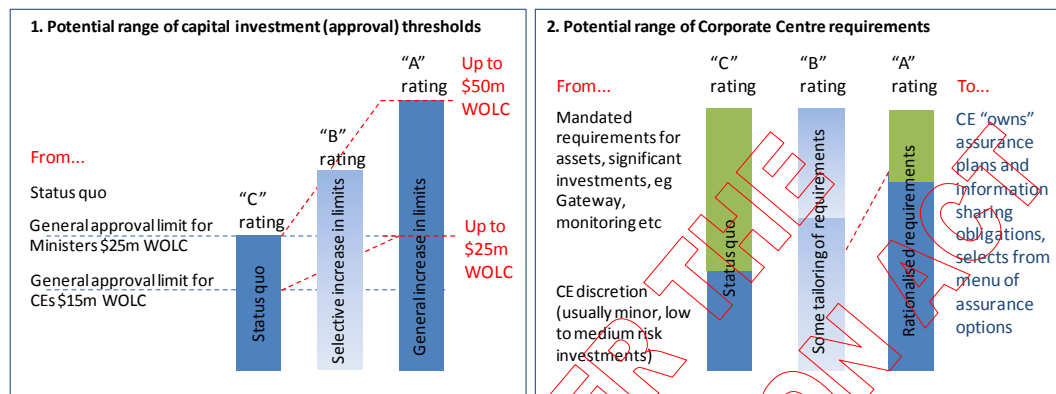 1. Potential range of capital investment (approval) thresholds
"A"
rating
Up to
$50m
WOLC
"B"
rating
From...
Status quo
"C"
rating
General approval limit for
Ministers $25m WOLC
Up to
$25m
WOLC
General approval limit for
CEs $15m WOLC
Status quo
Selective increase in limits
General increase in limits
2. Potential range of Corporate Centre requirements
"C"
rating
"B"
rating
"A"
rating
From...
To...
Mandated
requirements for
assets, significant
investments, eg
Gateway,
monitoring etc
CE discretion
(usually minor, low
to medium risk
investments)
Status quo
Some tailoring of requirements
Rationalised requirements
CE "owns"
assurance
plans and
information
sharing
obligations,
selects from
menu of
assurance
options
ER THE
ON ACT